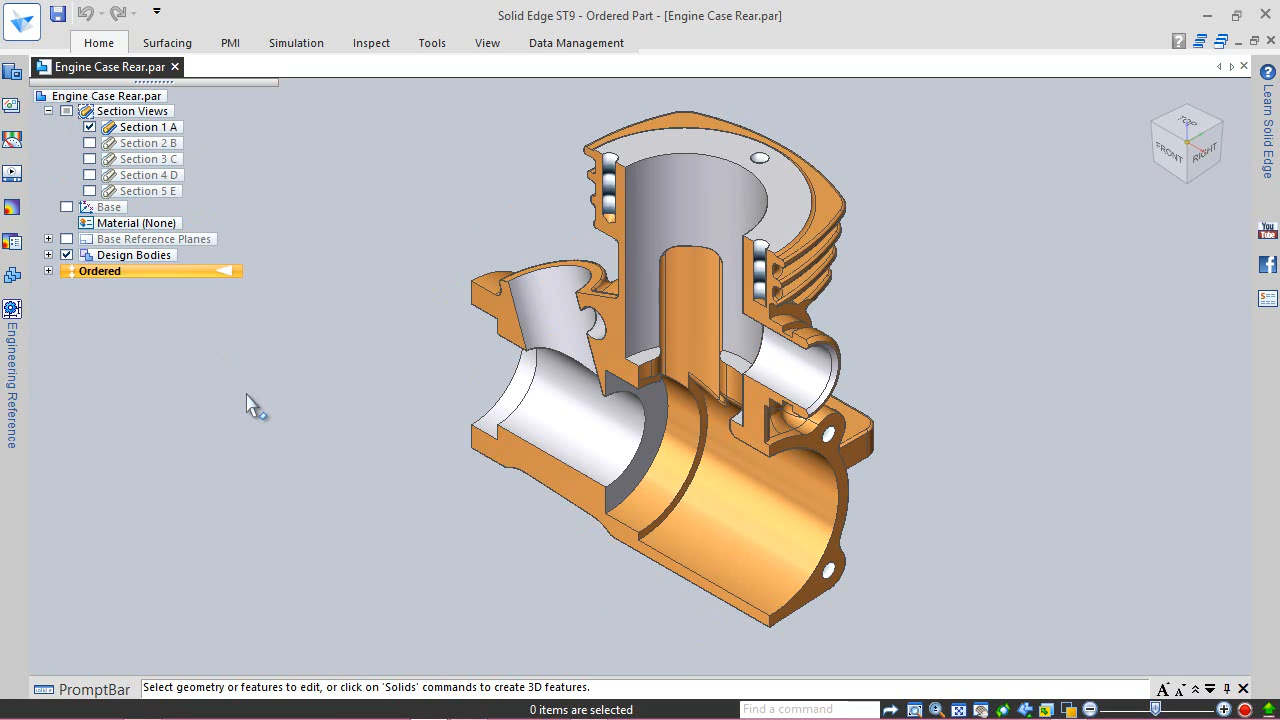 Solid Edge ST9 - Ordered Part - [Engine Case Rear.par]
Home Surfacing PMI Simulation Inspect Tools View Data Management
Engine Case Rear.par
Engine Case Rear.par
Section Views
Section 1 A
Section 2 B
Section 3 C
Section 4 D
Section 5 E
Base
Material (None)
Base Reference Planes
Design Bodies
Ordered
Engineering Reference
TOP
FRONT
RIGHT
Learn Solid Edge
You
Tube
PromptBar
Select geometry or features to edit, or click on 'Solids' commands to create 3D features.
0 items are selected
Find a command